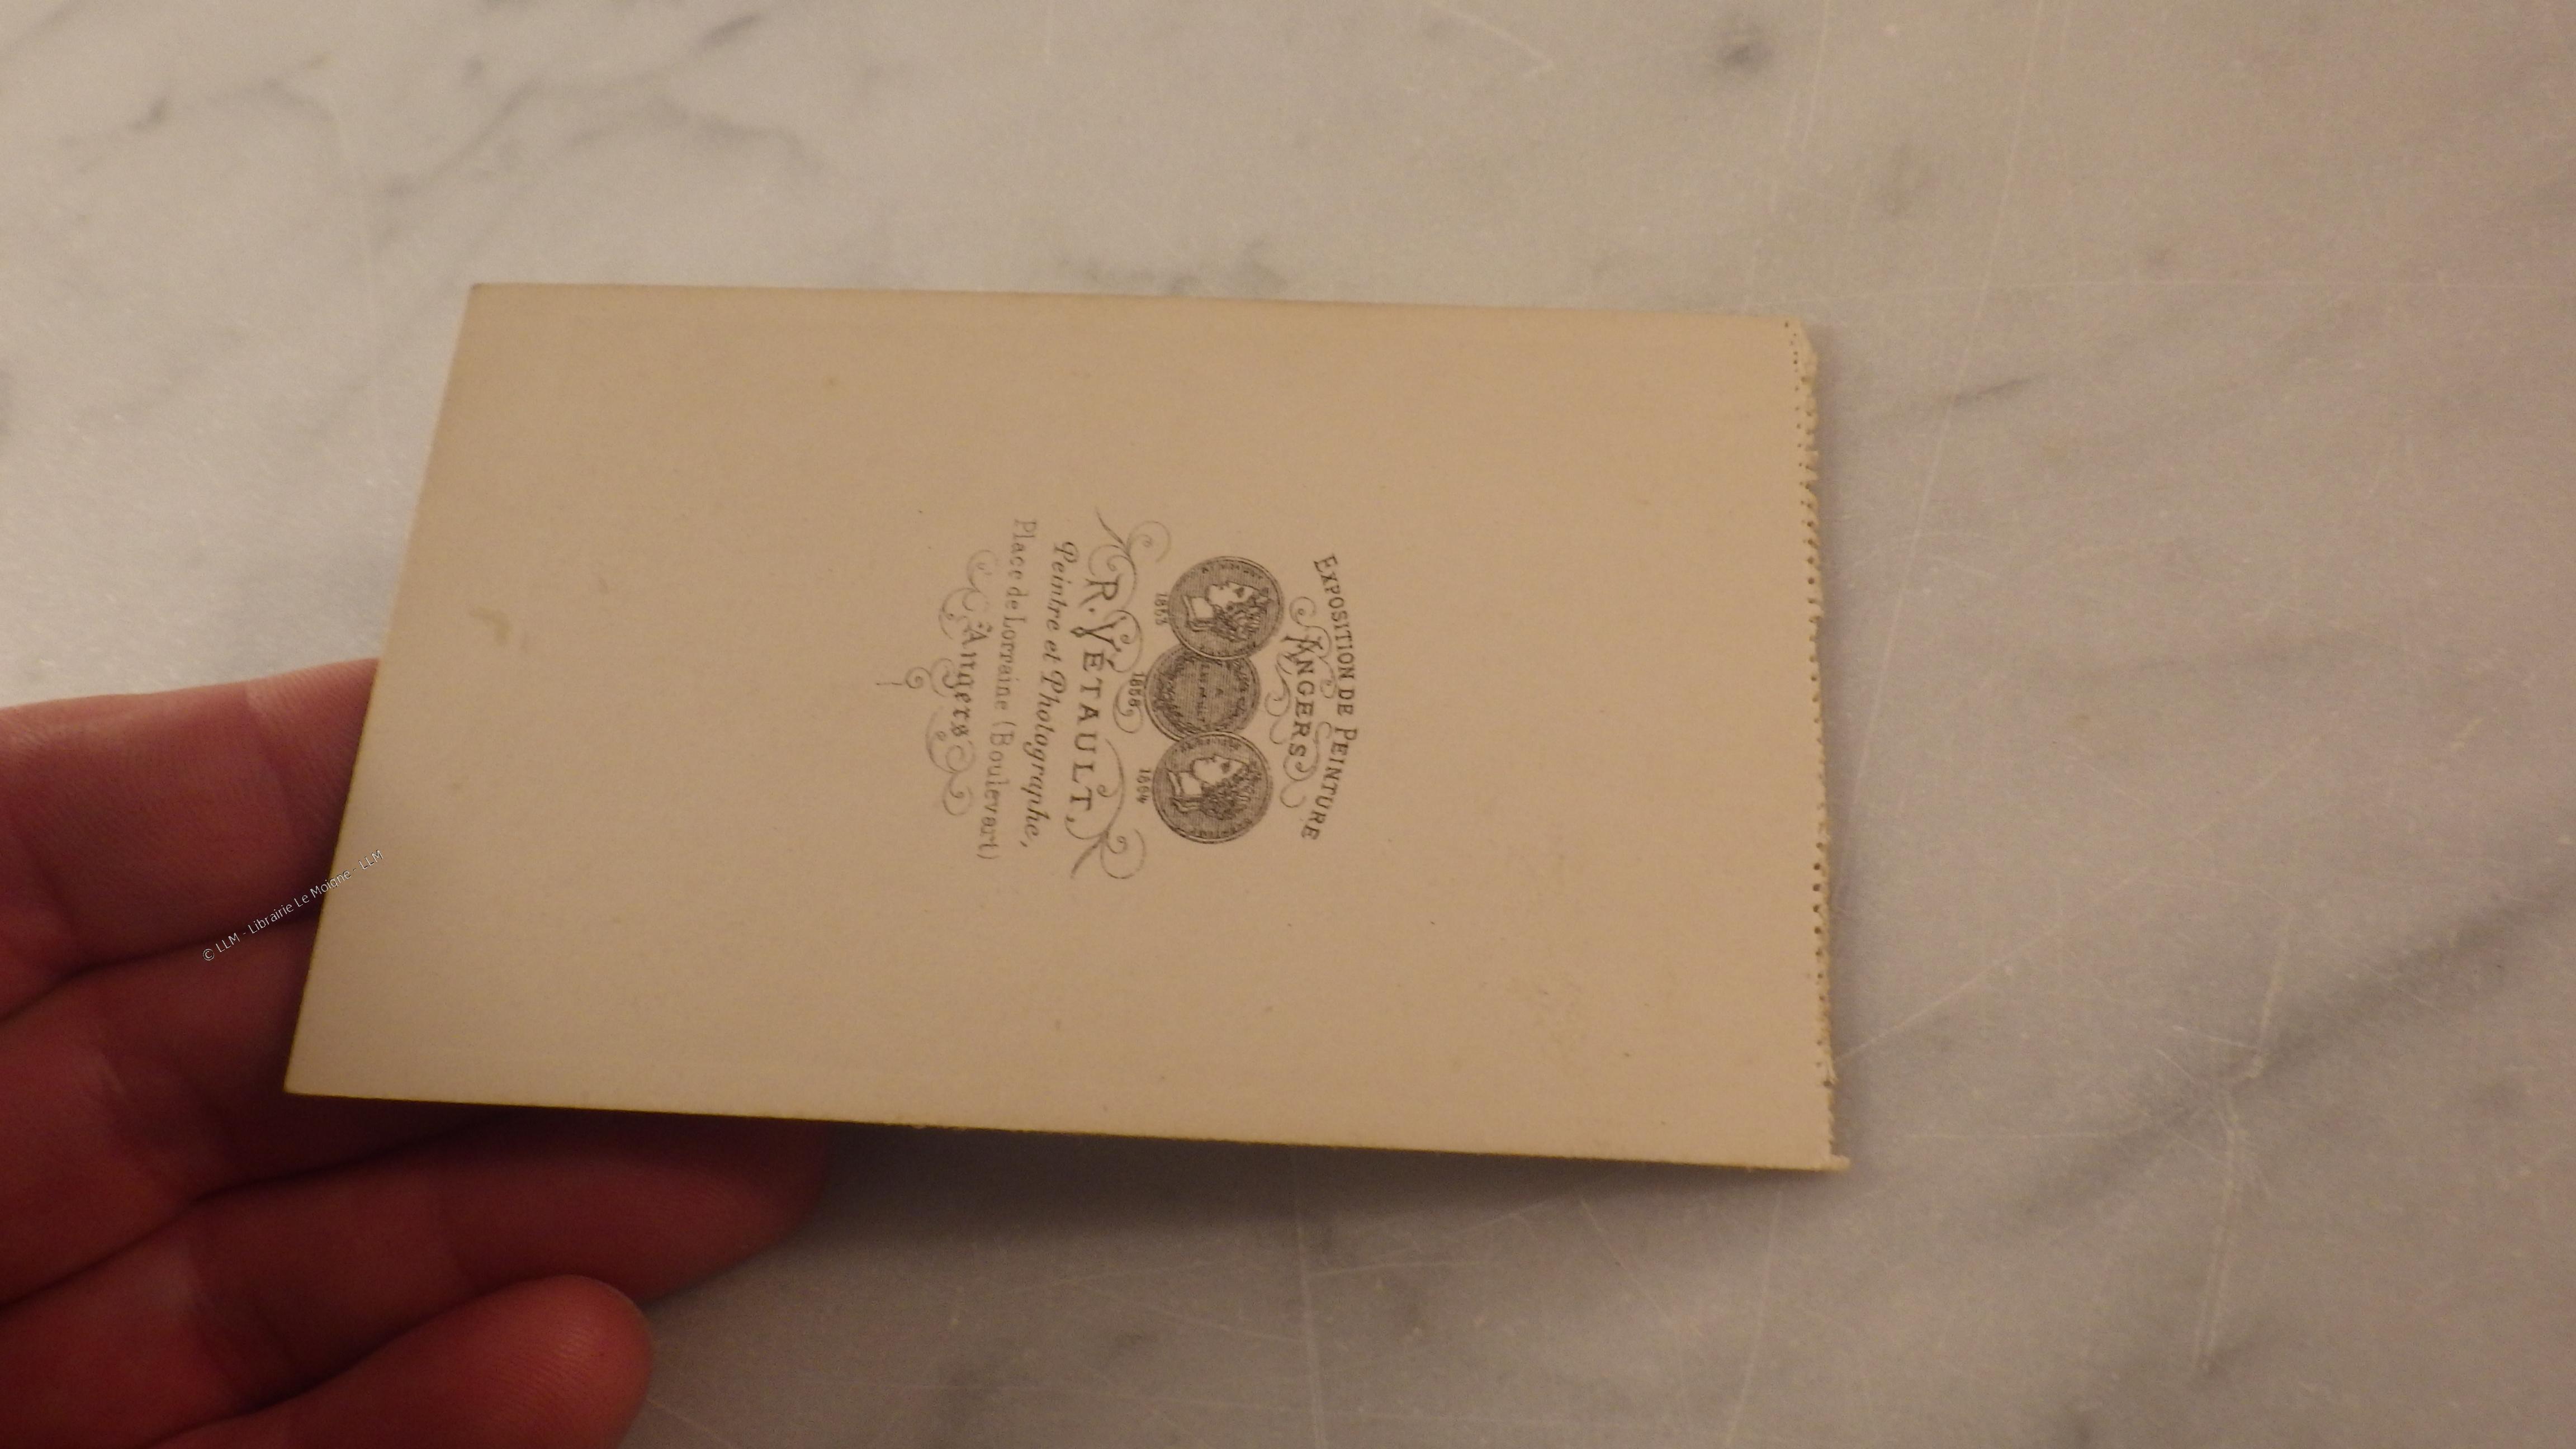 EXPOSITION DE PEINTURE
ANGERS
1853 1858 1864
R. VÉTAULT,
Peintre et Photographe,
Place de Lorraine (Boulevart)
Angers
© LLM - Librairie Le Moigne - LLM